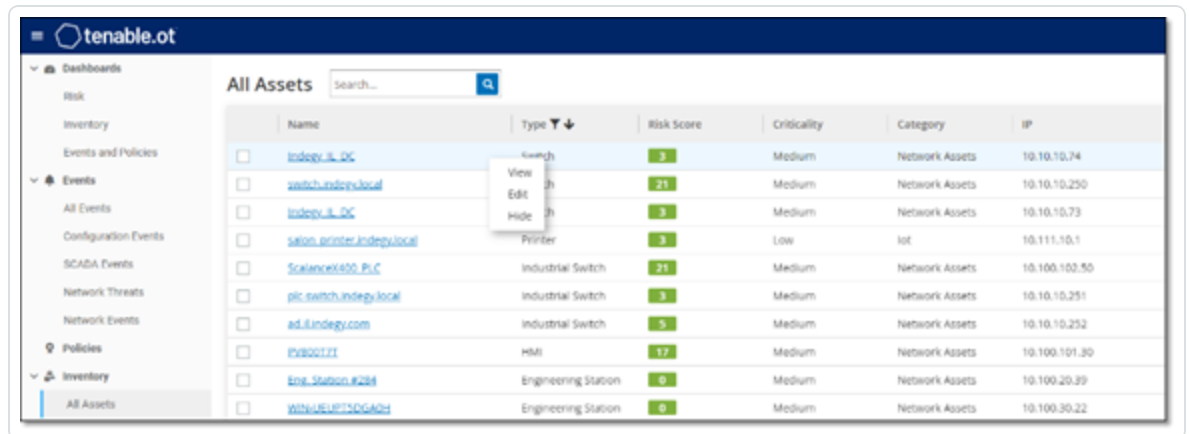 tenable.ot
Dashboards
Risk
Inventory
Events and Policies
Events
All Events
Configuration Events
SCADA Events
Network Threats
Network Events
Policies
Inventory
All Assets
All Assets Search...
Name Type Risk Score Criticality Category IP
Indegy_IL_DC Switch 3 Medium Network Assets 10.10.10.74
switch.indegy.local 21 Medium Network Assets 10.10.10.250
Indegy_IL_DC 3 Medium Network Assets 10.10.10.73
salon_printer.indegy.local Printer 3 Low Iot 10.111.10.1
ScalanceX400_PLC Industrial Switch 21 Medium Network Assets 10.100.102.50
plc-switch.indegy.local Industrial Switch 3 Medium Network Assets 10.10.10.251
ad.il.indegy.com Industrial Switch 5 Medium Network Assets 10.10.10.252
PV800T7T HMI 17 Medium Network Assets 10.100.101.30
Eng. Station #284 Engineering Station 0 Medium Network Assets 10.100.20.39
Engineering Station 0 Medium Network Assets 10.100.30.22
View
Edit
Hide